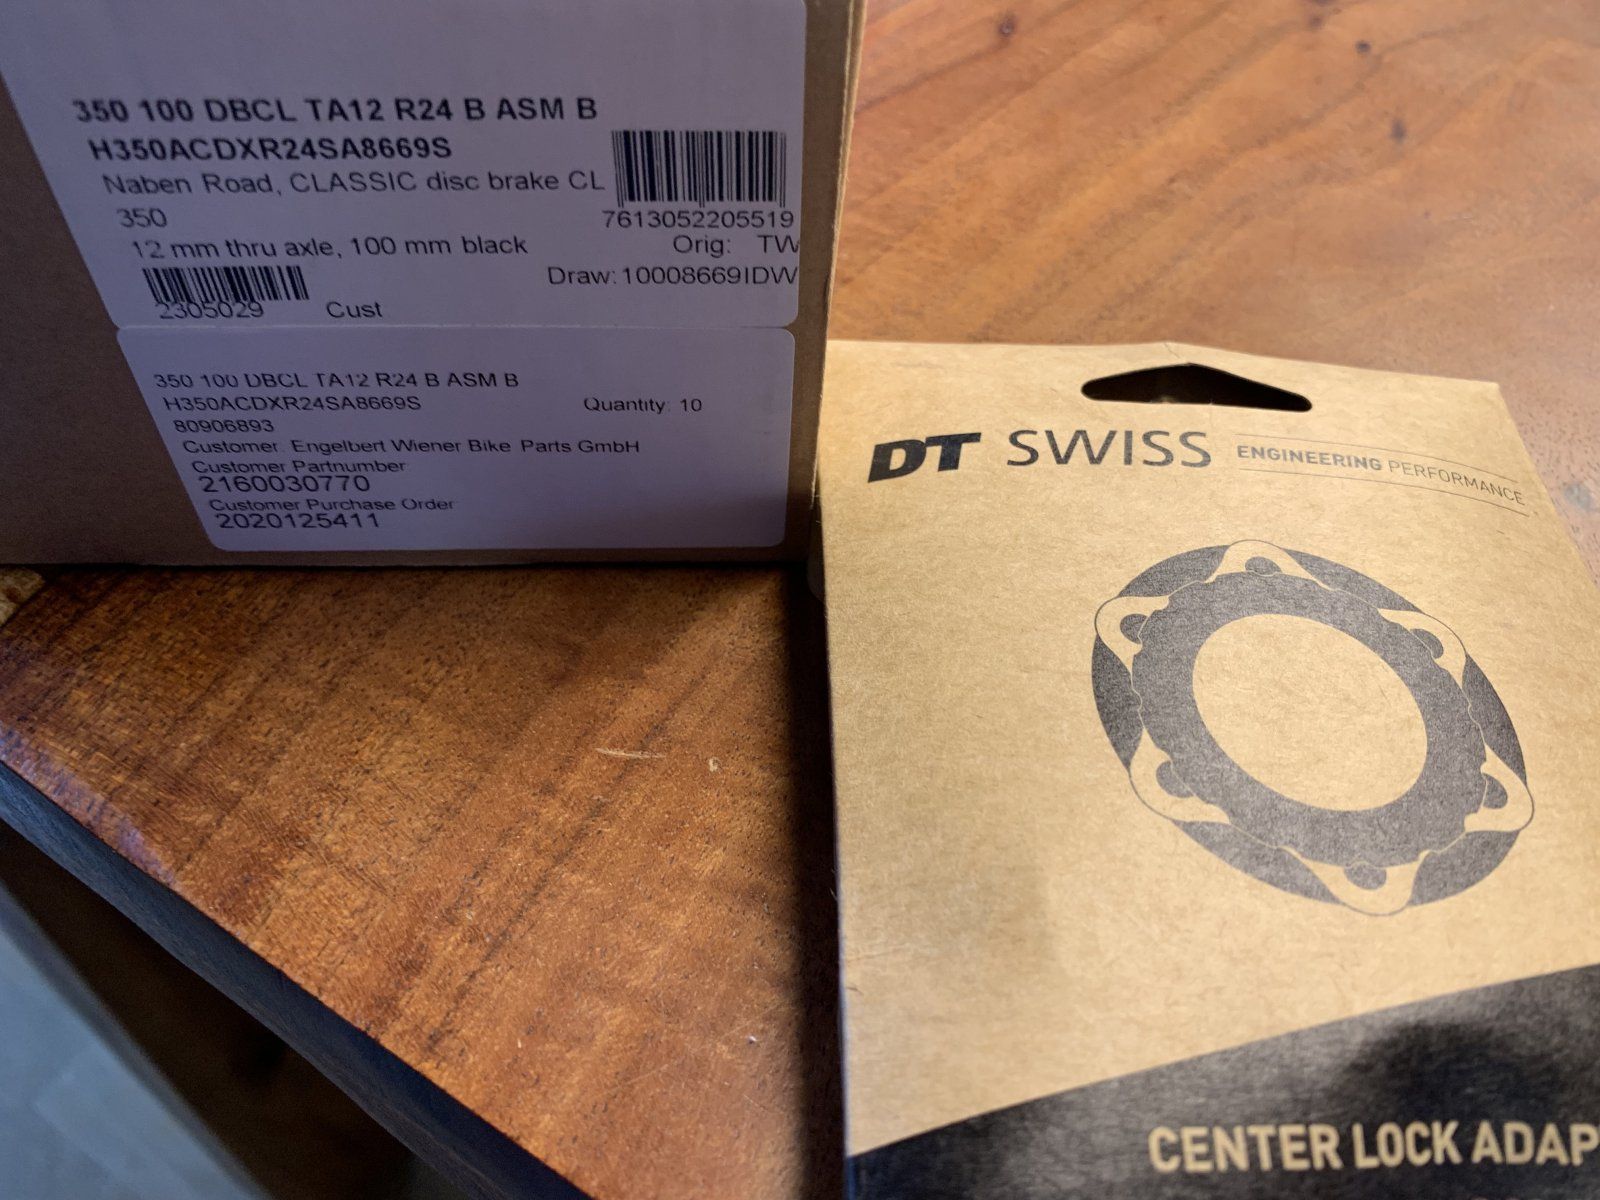 350 100 DBCL TA12 R24 B ASM B
H350ACDXR24SA8669S
Naben Road, CLASSIC disc brake CL
350
7613052205519
12 mm thru axle, 100 mm black
Orig: TW
Draw: 10008669IDW
2305029
Cust
350 100 DBCL TA12 R24 B ASM B
H350ACDXR24SA8669S
Quantity: 10
80906893
Customer: Engelbert Wiener Bike Parts GmbH
Customer Partnumber
2160030770
Customer Purchase Order
2020125411
DT SWISS ENGINEERING PERFORMANCE
CENTER LOCK ADAP